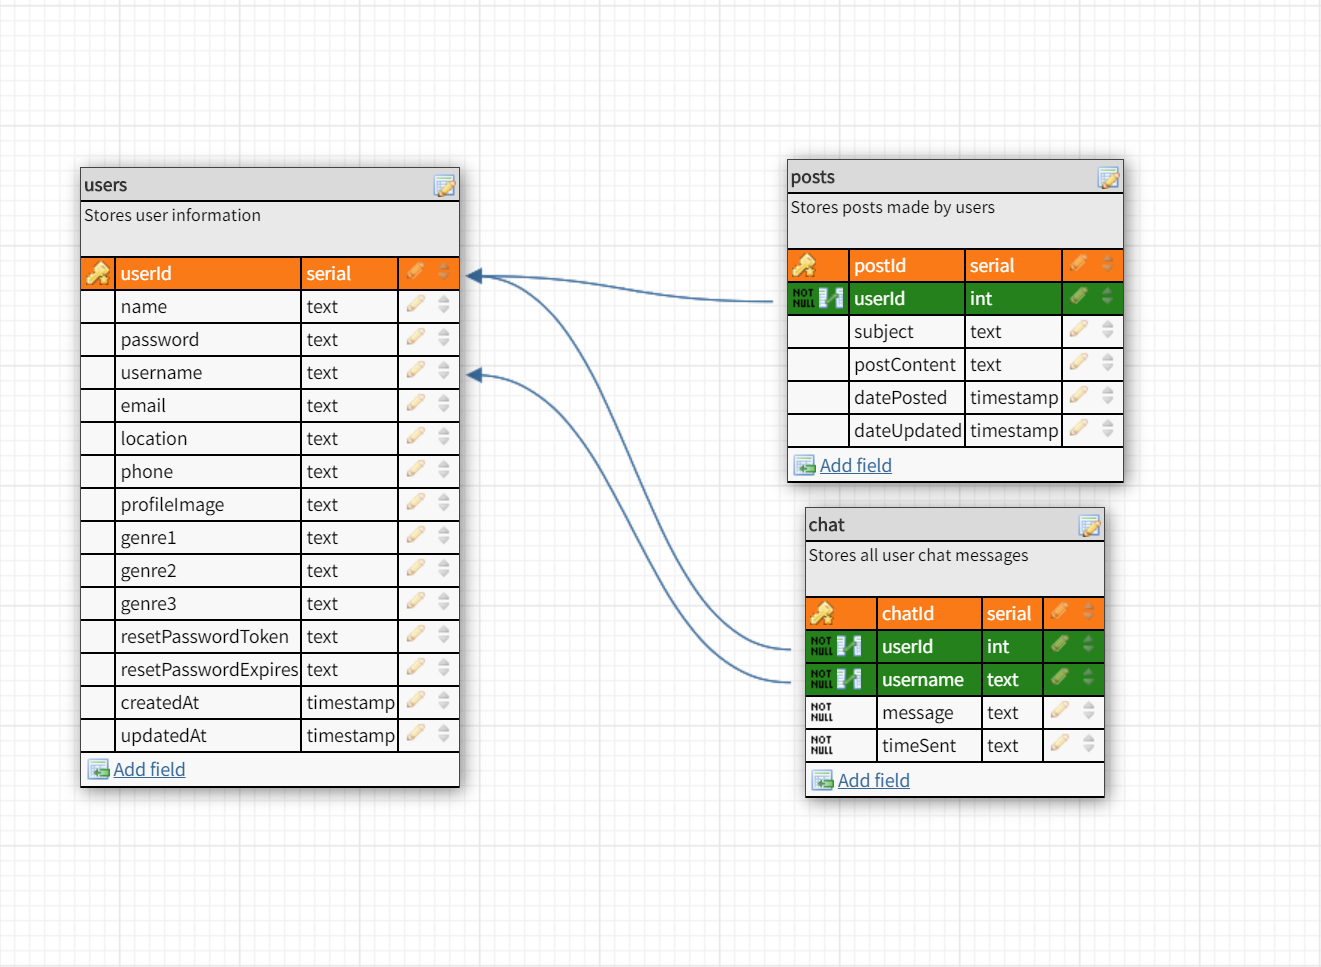 users
Stores user information
userId serial
name text
password text
username text
email text
location text
phone text
profileImage text
genre1 text
genre2 text
genre3 text
resetPasswordToken text
resetPasswordExpires text
createdAt timestamp
updatedAt timestamp
Add field
posts
Stores posts made by users
postId serial
NOT NULL userId int
subject text
postContent text
datePosted timestamp
dateUpdated timestamp
Add field
chat
Stores all user chat messages
chatId serial
NOT NULL userId int
NOT NULL username text
NOT NULL message text
NOT NULL timeSent text
Add field